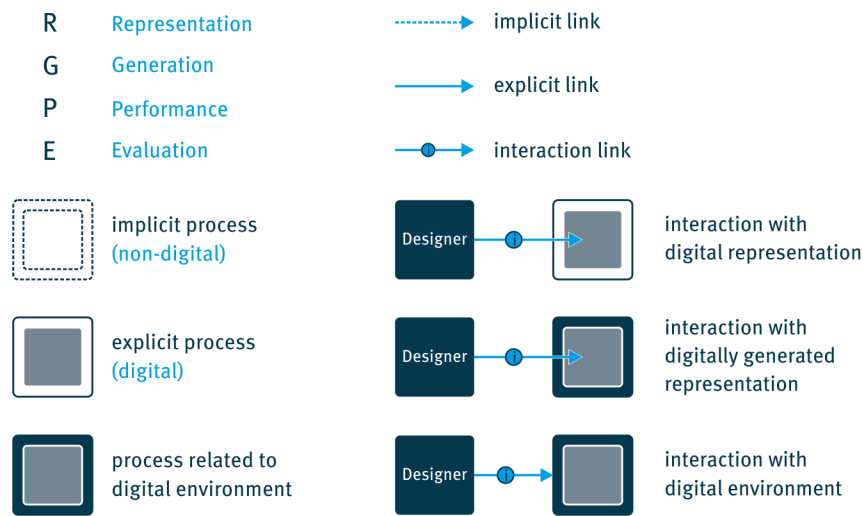 R Representation
G Generation
P Performance
E Evaluation
implicit process
(non-digital)
explicit process
(digital)
process related to
digital environment
implicit link
explicit link
i interaction link
Designer i
interaction with
digital representation
Designer i
interaction with
digitally generated
representation
Designer i
interaction with
digital environment